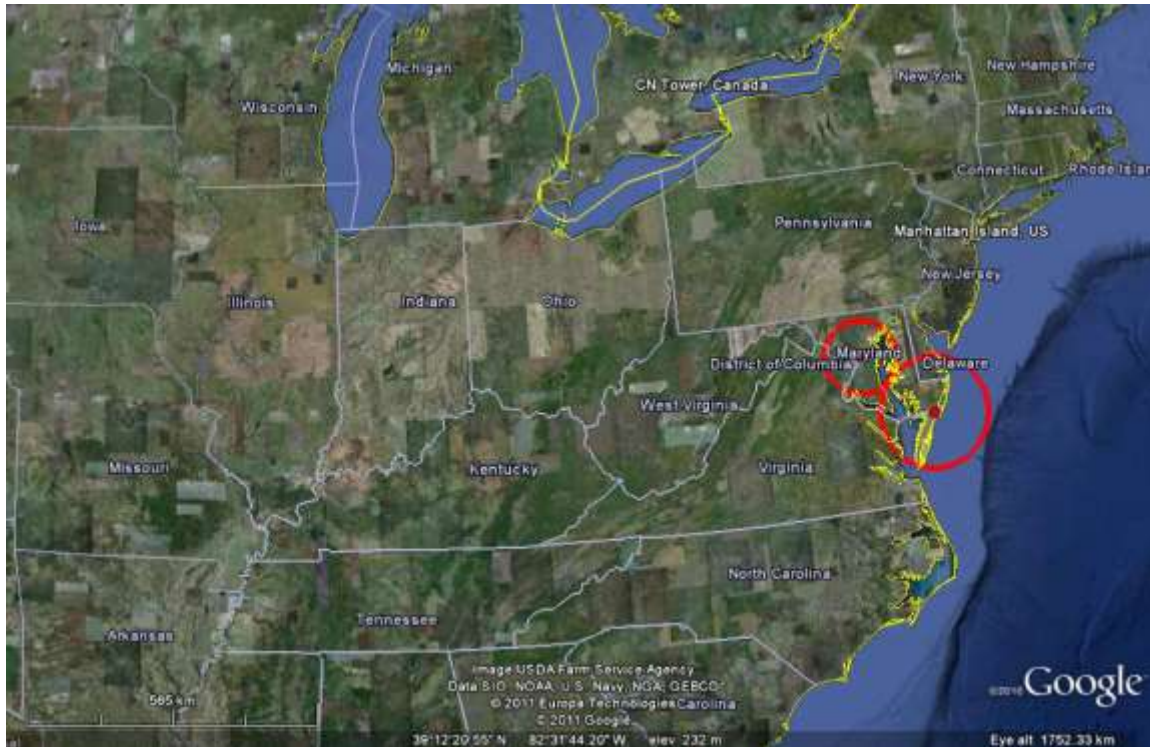 Michigan
New York
New Hampshire
CN Tower, Canada
Wisconsin
Massachusetts
Connecticut
Rhode Islan
Iowa
Pennsylvania
Manhattan Island, US
New Jersey
Illinois
Indiana
Ohio
Maryland
District of Columbia
Delaware
West Virginia
Missouri
Kentucky
Virginia
North Carolina
Tennessee
Arkansas
Image USDA Farm Service Agency
Data SIO, NOAA, U.S. Navy, NGA, GEBCO
© 2011 Europa Technologies
Carolina
© 2011 Google
565 km
©2010 Google
39°12'20.55" N 82°31'44.20" W elev 232 m
Eye alt 1752.33 km